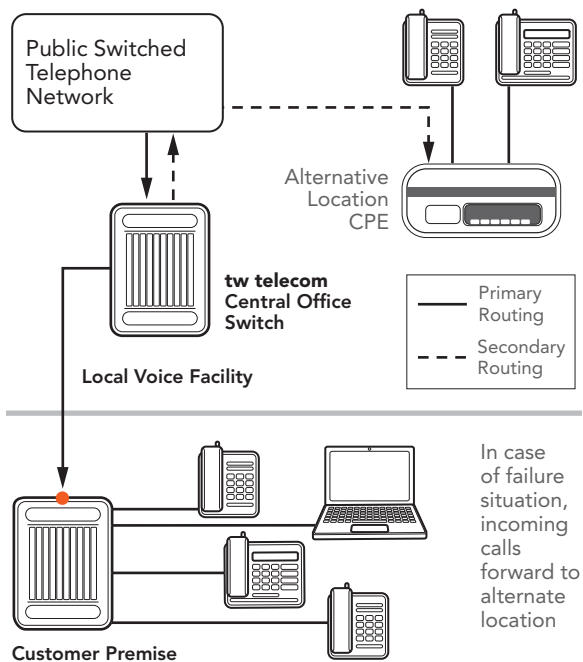 Public Switched
Telephone
Network
Alternative
Location
CPE
tw telecom
Central Office
Switch
Primary
Routing
Secondary
Routing
Local Voice Facility
In case
of failure
situation,
incoming
calls
forward to
alternate
location
Customer Premise